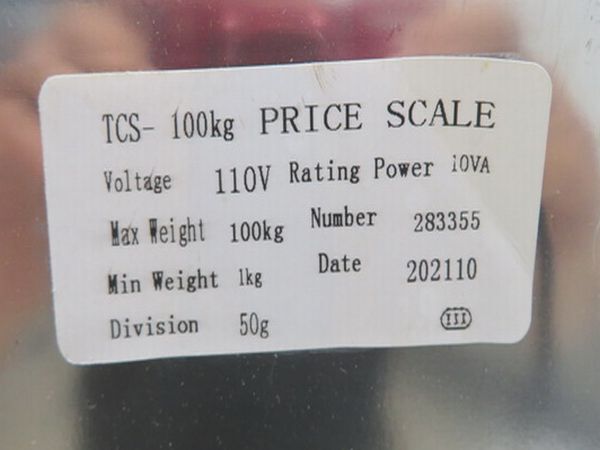 TCS- 100kg PRICE SCALE
Voltage 110V Rating Power 10VA
Max Weight 100kg Number 283355
Min Weight 1kg Date 202110
Division 50g III